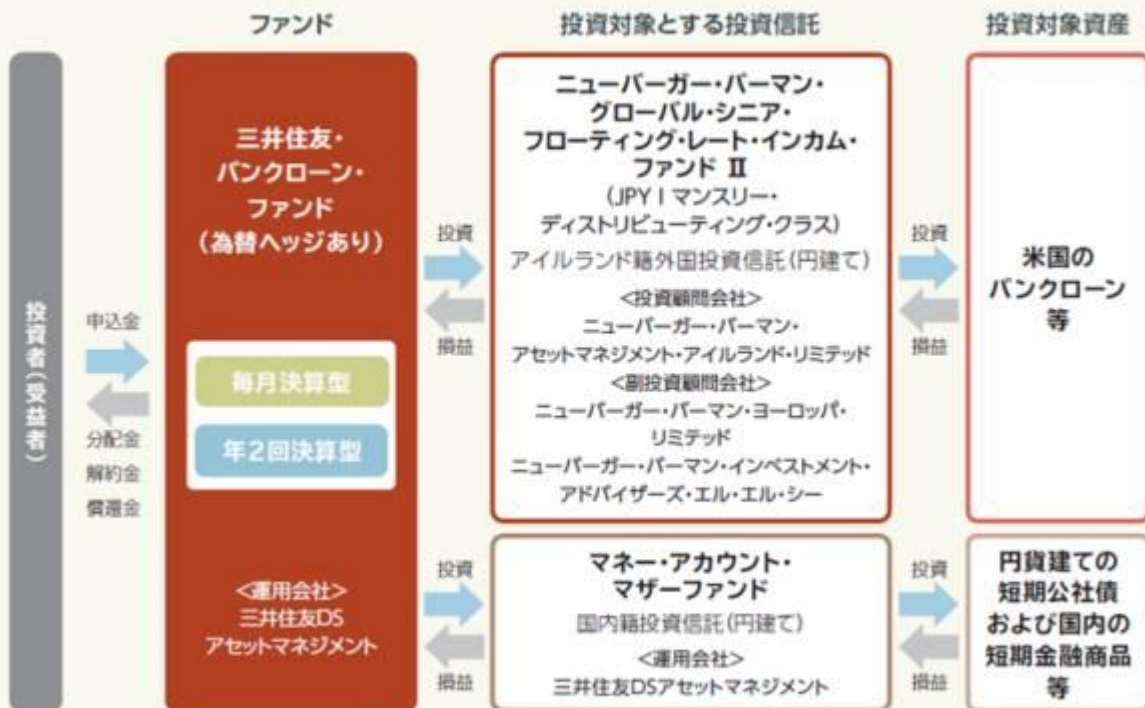 ファンド
投資対象とする投資信託
投資対象資産
投資者(受益者)
申込金
分配金
解約金
償還金
三井住友・
バンクローン・
ファンド
(為替ヘッジあり)
毎月決算型
年2回決算型
<運用会社>
三井住友DS
アセットマネジメント
投資
損益
ニューバーガー・バーマン・
グローバル・シニア・
フローティング・レート・インカム・
ファンド Ⅱ
(JPY I マンスリー・
ディストリビューティング・クラス)
アイルランド籍外国投資信託(円建て)
<投資顧問会社>
ニューバーガー・バーマン・
アセットマネジメント・アイルランド・リミテッド
<副投資顧問会社>
ニューバーガー・バーマン・ヨーロッパ・
リミテッド
ニューバーガー・バーマン・インベストメント・
アドバイザーズ・エル・エル・シー
投資
損益
米国の
バンクローン
等
投資
損益
マネー・アカウント・
マザーファンド
国内籍投資信託(円建て)
<運用会社>
三井住友DSアセットマネジメント
投資
損益
円貨建ての
短期公社債
および国内の
短期金融商品
等